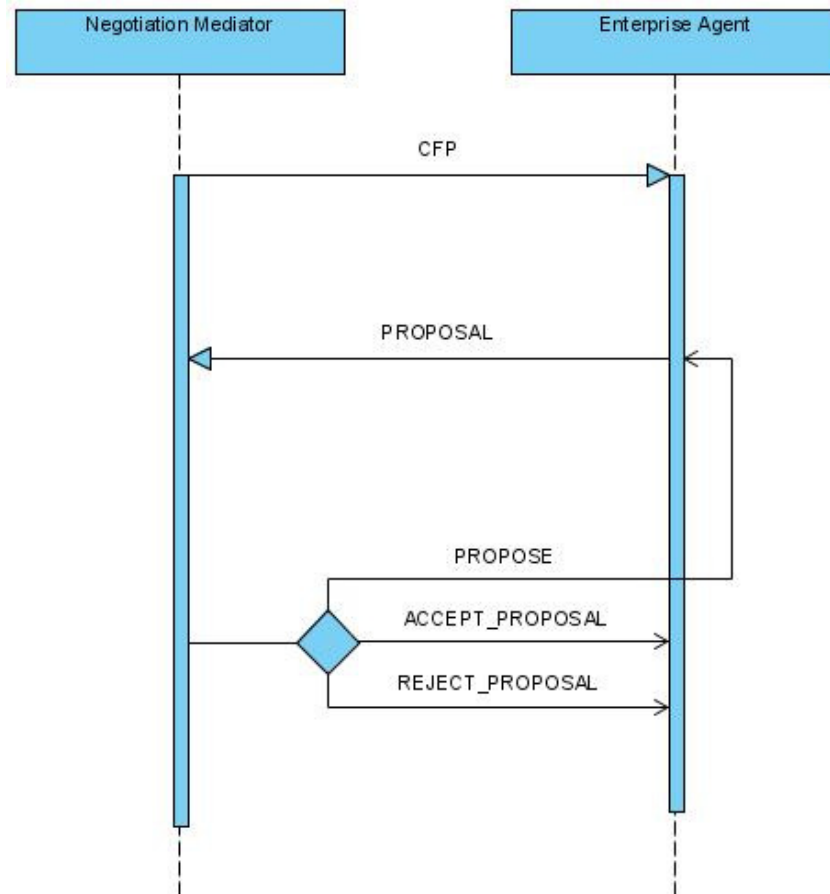 Negotiation Mediator
Enterprise Agent
CFP
PROPOSAL
PROPOSE
ACCEPT_PROPOSAL
REJECT_PROPOSAL